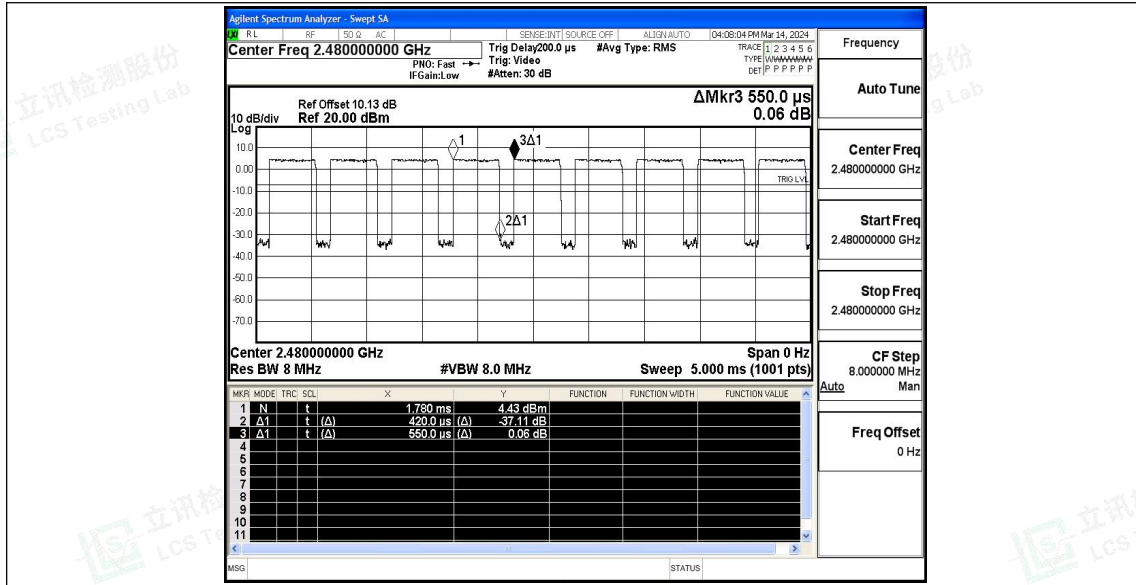 Agilent Spectrum Analyzer - Swept SA
LXI RL RF 50 Ω AC SENSE:INT SOURCE OFF ALIGN AUTO 04:08:04 PM Mar 14, 2024
Center Freq 2.480000000 GHz
PNO: Fast
IFGain:Low
Trig Delay200.0 µs #Avg Type: RMS
Trig: Video
#Atten: 30 dB
TRACE 1 2 3 4 5 6
TYPE WWWWWW
DET P P P P P P
Frequency
Auto Tune
Center Freq
2.480000000 GHz
Start Freq
2.480000000 GHz
Stop Freq
2.480000000 GHz
CF Step
8.000000 MHz
Auto Man
Freq Offset
0 Hz
ΔMkr3 550.0 µs
0.06 dB
Ref Offset 10.13 dB
10 dB/div Ref 20.00 dBm
Log
10.0
0.00
-10.0
-20.0
-30.0
-40.0
-50.0
-60.0
-70.0
1
3Δ1
2Δ1
TRIG LVL
Center 2.480000000 GHz Span 0 Hz
Res BW 8 MHz #VBW 8.0 MHz Sweep 5.000 ms (1001 pts)
MKR MODE TRC SCL X Y FUNCTION FUNCTION WIDTH FUNCTION VALUE
1 N t 1.780 ms 4.43 dBm
2 Δ1 t (Δ) 420.0 µs (Δ) -37.11 dB
3 Δ1 t (Δ) 550.0 µs (Δ) 0.06 dB
4
5
6
7
8
9
10
11
MSG STATUS
立讯检测股份
LCS Testing Lab